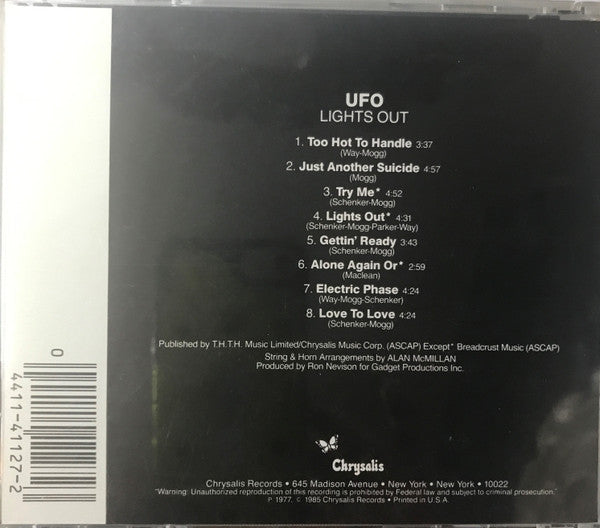 UFO
LIGHTS OUT
1. Too Hot To Handle 3:37
(Way-Mogg)
2. Just Another Suicide 4:57
(Mogg)
3. Try Me* 4:52
(Schenker-Mogg)
4. Lights Out* 4:31
(Schenker-Mogg-Parker-Way)
5. Gettin' Ready 3:43
(Schenker-Mogg)
6. Alone Again Or* 2:59
(Maclean)
7. Electric Phase 4:24
(Way-Mogg-Schenker)
8. Love To Love 4:24
(Schenker-Mogg)
Published by T.H.T.H. Music Limited/Chrysalis Music Corp. (ASCAP) Except* Breadcrust Music (ASCAP)
String & Horn Arrangements by ALAN McMILLAN
Produced by Ron Nevison for Gadget Productions Inc.
Chrysalis
Chrysalis Records • 645 Madison Avenue • New York • New York • 10022
"Warning: Unauthorized reproduction of this recording is prohibited by Federal law and subject to criminal prosecution."
P 1977, © 1985 Chrysalis Records • Printed in U.S.A.
0
4411-41127-2